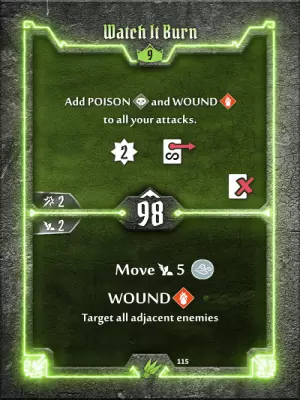 Watch It Burn
9
Add POISON and WOUND
to all your attacks.
2
2
98
2
Move 5
WOUND
Target all adjacent enemies
115